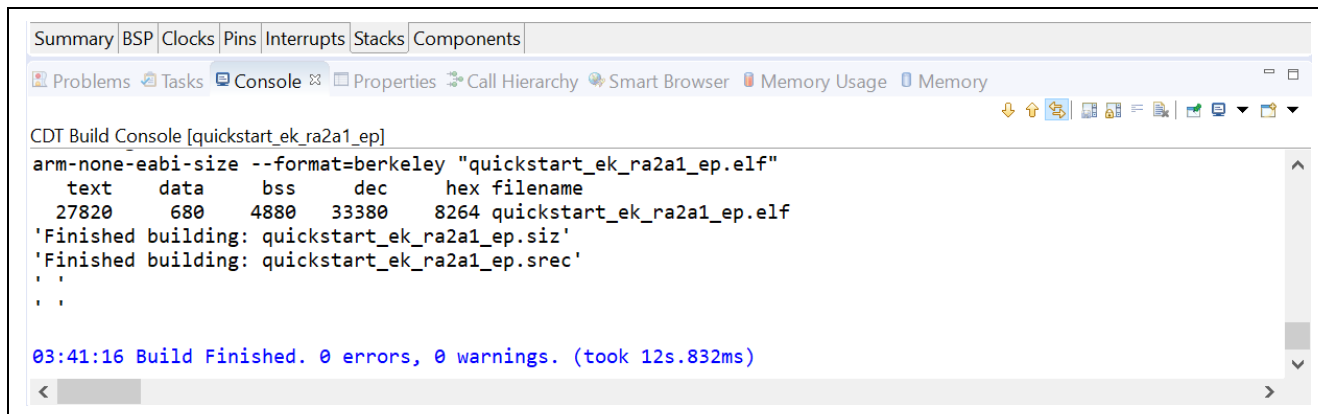 Summary BSP Clocks Pins Interrupts Stacks Components
Problems Tasks Console Properties Call Hierarchy Smart Browser Memory Usage Memory
CDT Build Console [quickstart_ek_ra2a1_ep]
arm-none-eabi-size --format=berkeley "quickstart_ek_ra2a1_ep.elf"
   text    data     bss     dec     hex filename
  27820     680    4880   33380    8264 quickstart_ek_ra2a1_ep.elf
'Finished building: quickstart_ek_ra2a1_ep.siz'
'Finished building: quickstart_ek_ra2a1_ep.srec'
' '
' '
03:41:16 Build Finished. 0 errors, 0 warnings. (took 12s.832ms)